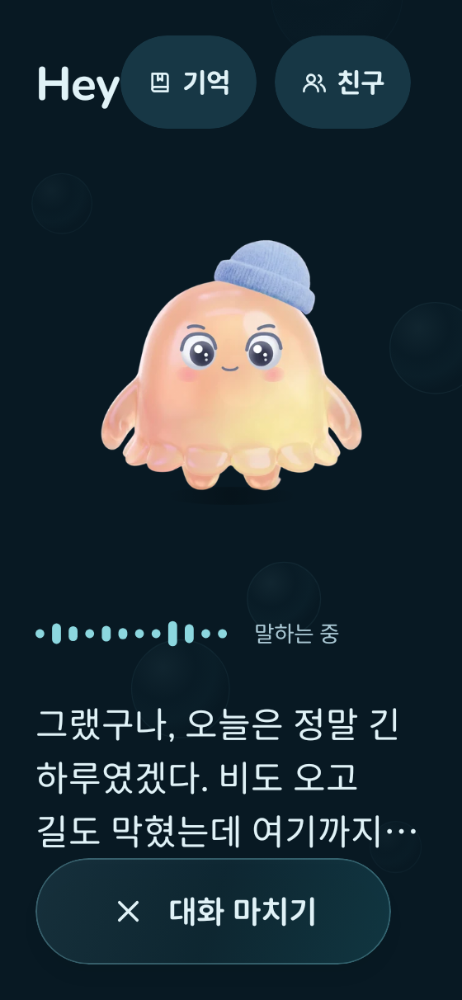 Hey
기억
친구
말하는 중
그랬구나, 오늘은 정말 긴
하루였겠다. 비도 오고
길도 막혔는데 여기까지…
대화 마치기